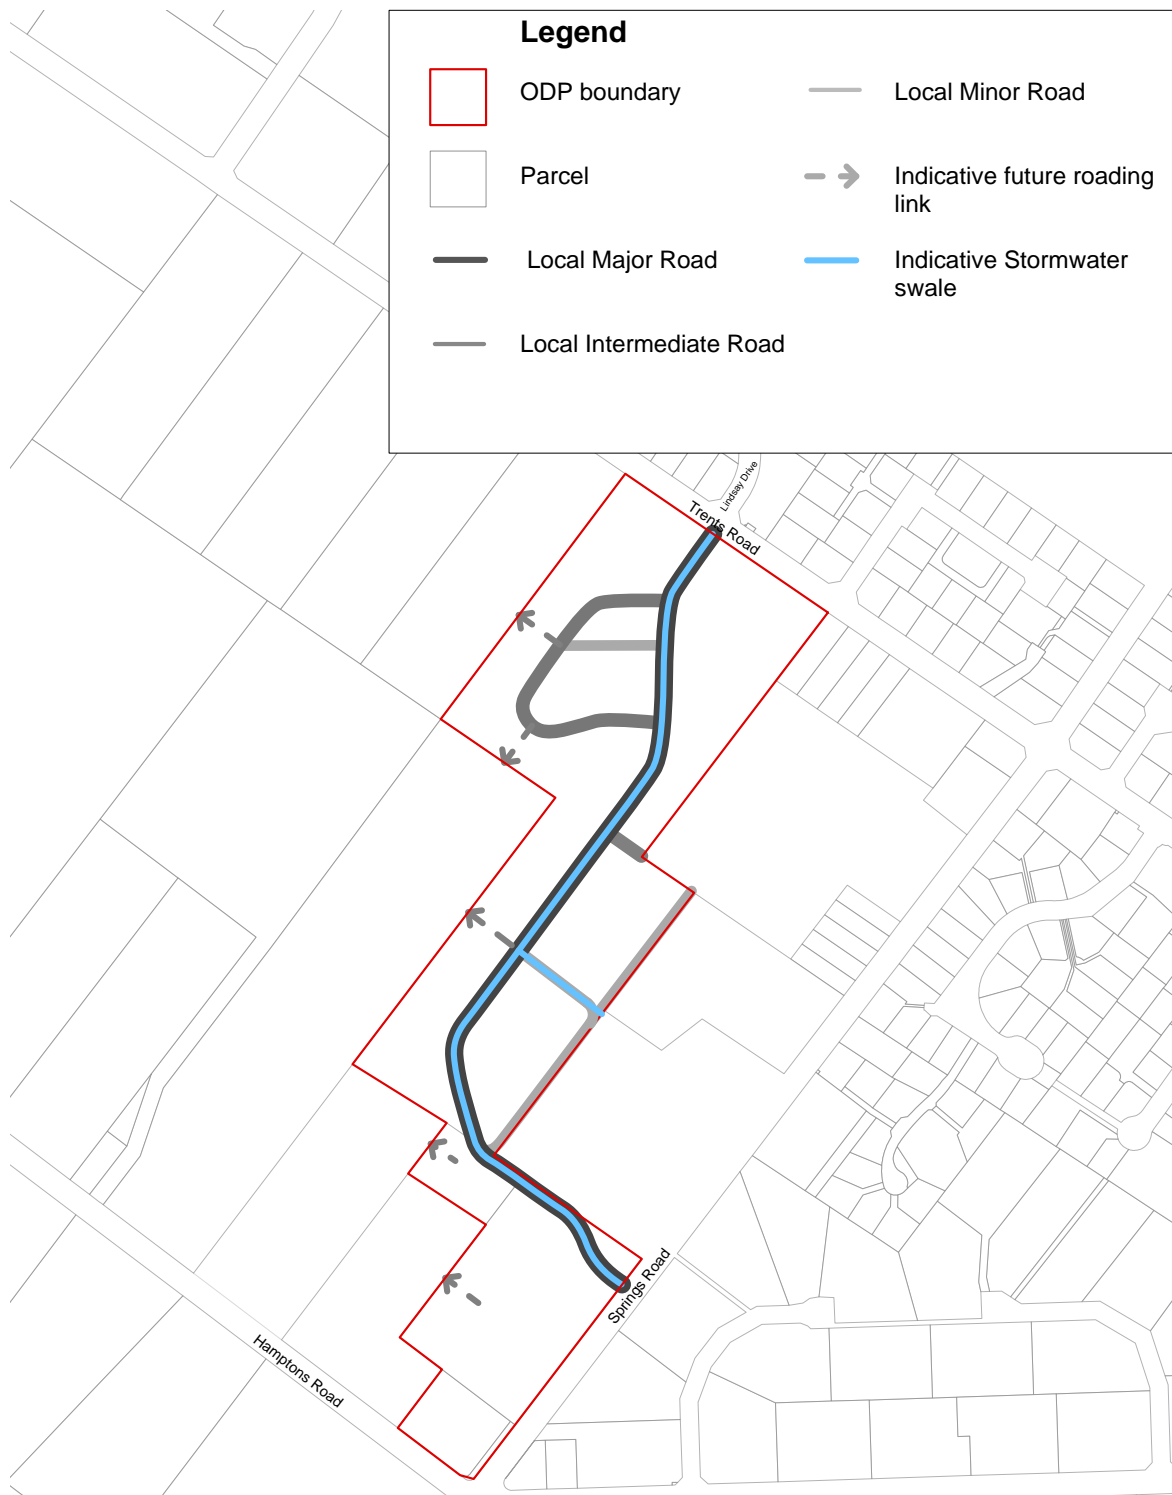 Legend
ODP boundary
Local Minor Road
Parcel
Indicative future roading
link
Local Major Road
Indicative Stormwater
swale
Local Intermediate Road
Lindsay Drive
Trents Road
Springs Road
Hamptons Road